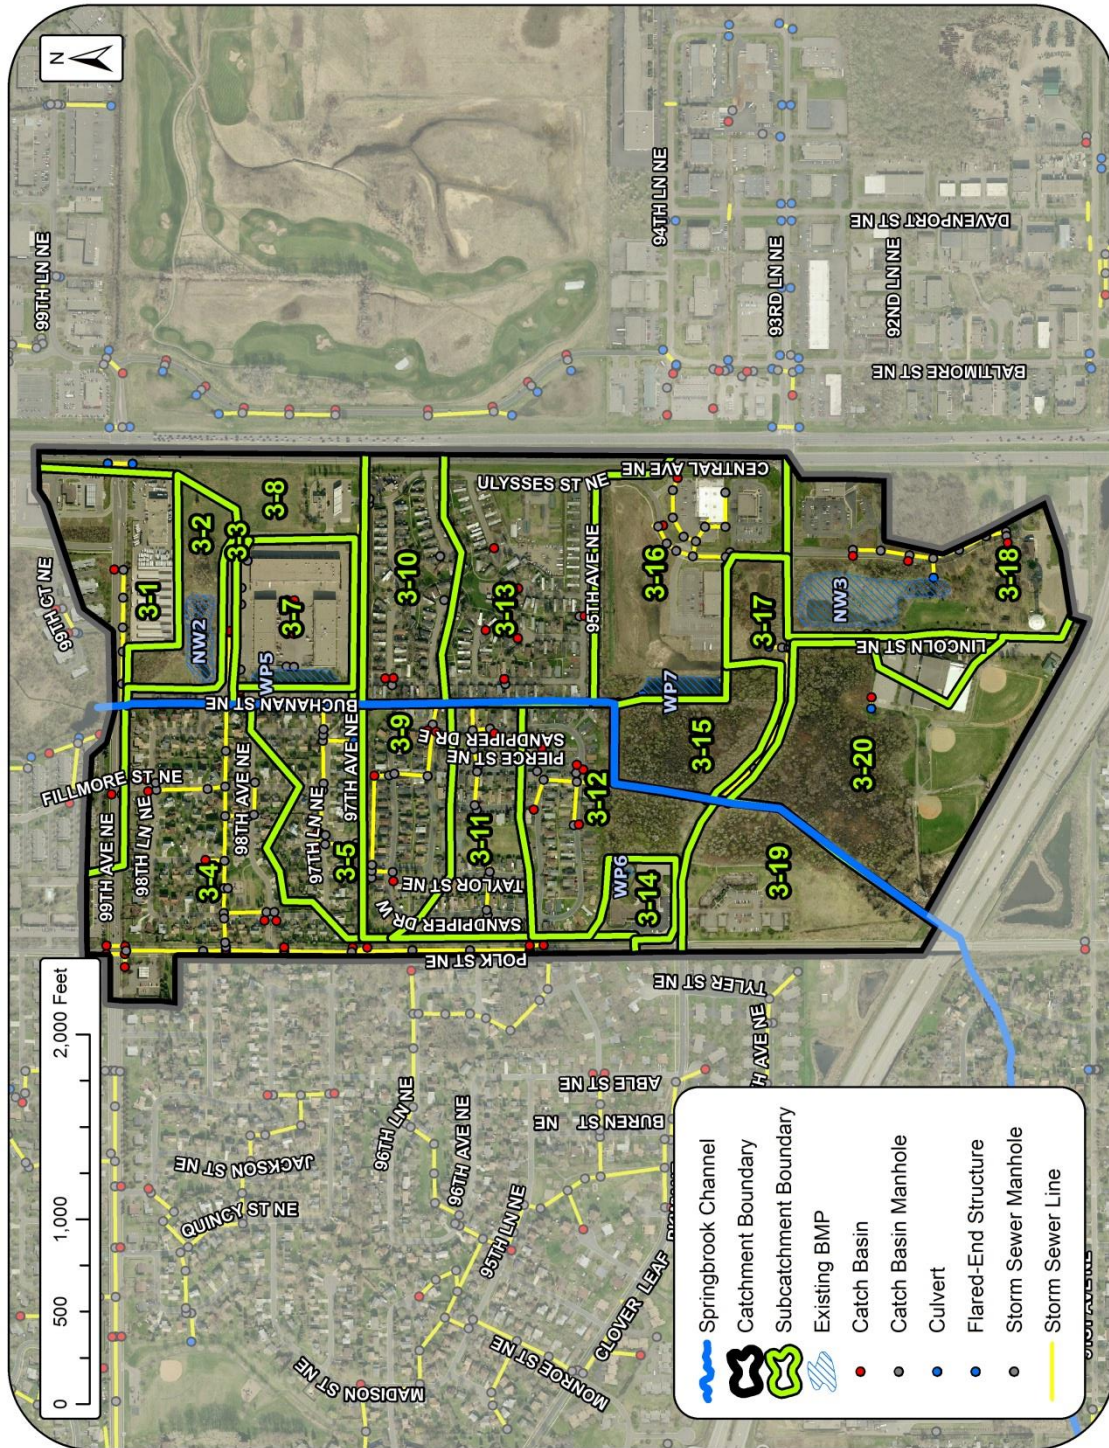 N
99TH LN NE
94TH LN NE
93RD LN NE
92ND LN NE
DAVENPORT ST NE
BALTIMORE ST NE
CENTRAL AVE NE
ULYSSES ST NE
95TH AVE NE
LINCOLN ST NE
99TH CT NE
3-1
3-2
3-3
3-8
3-7
3-10
3-13
3-16
3-17
3-18
NW2
WP5
WP7
NW3
BUCHANAN ST NE
FILLMORE ST NE
99TH AVE NE
98TH LN NE
98TH AVE NE
97TH LN NE
97TH AVE NE
3-4
3-5
3-9
3-11
3-12
3-15
3-20
3-14
3-19
WP6
SANDPIPER DR E
PIERCE ST NE
TAYLOR ST NE
SANDPIPER DR W
POLK ST NE
TYLER ST NE
ABLE ST NE
BUREN ST NE
JACKSON ST NE
QUINCY ST NE
96TH LN NE
96TH AVE NE
95TH LN NE
MADISON ST NE
MONROE ST NE
CLOVER LEAF
TH AVE NE
0 500 1,000 2,000 Feet
Springbrook Channel
Catchment Boundary
Subcatchment Boundary
Existing BMP
Catch Basin
Catch Basin Manhole
Culvert
Flared-End Structure
Storm Sewer Manhole
Storm Sewer Line